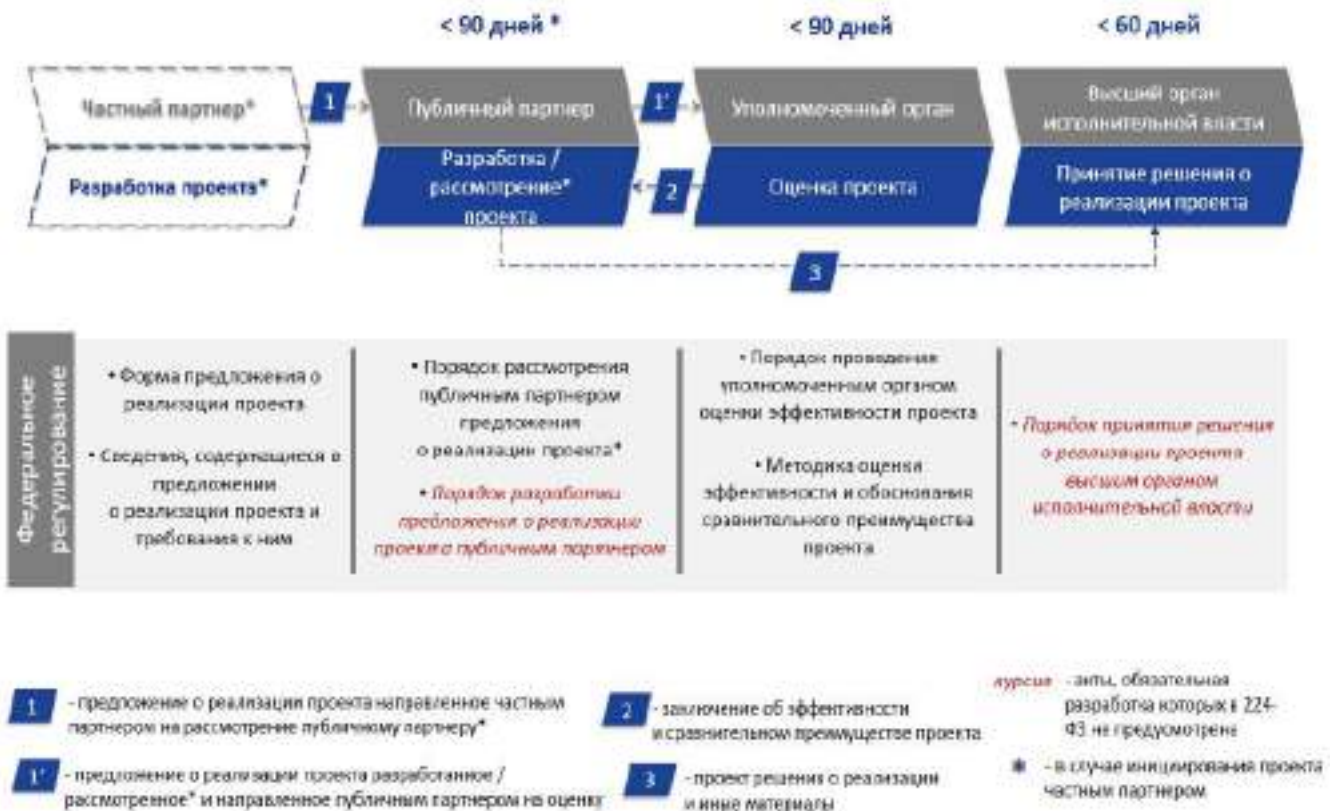 < 90 дней *
< 90 дней
< 60 дней
Частный партнер*
1
Публичный партнер
1'
Уполномоченный орган
Высший орган
исполнительной власти
Разработка проекта*
Разработка /
рассмотрение*
проекта
2
Оценка проекта
Принятие решения о
реализации проекта
3
Федеральное
регулирование
• Форма предложения о
реализации проекта
• Сведения, содержащиеся в
предложении
о реализации проекта и
требования к ним
• Порядок рассмотрения
публичным партнером
предложения
о реализации проекта*
• Порядок разработки
предложения о реализации
проекта публичным партнером
• Порядок проведения
уполномоченным органом
оценки эффективности проекта
• Методика оценки
эффективности и обоснования
сравнительного преимущества
проекта
• Порядок принятия решения
о реализации проекта
высшим органом
исполнительной власти
1 - предложение о реализации проекта направленное частным
партнером на рассмотрение публичному партнеру*
1' - предложение о реализации проекта разработанное /
рассмотренное* и направленное публичным партнером на оценку
2 - заключение об эффективности
и сравнительном преимуществе проекта
3 - проект решения о реализации
и иные материалы
курсив - акты, обязательная
разработка которых в 224-
ФЗ не предусмотрена
* - в случае инициирования проекта
частным партнером